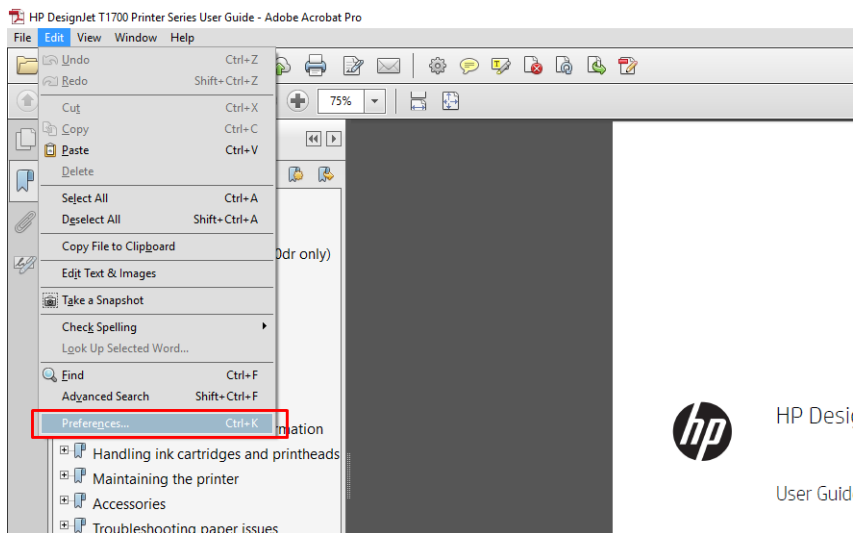 HP DesignJet T1700 Printer Series User Guide - Adobe Acrobat Pro
File Edit View Window Help
75%
Undo Ctrl+Z
Redo Shift+Ctrl+Z
Cut Ctrl+X
Copy Ctrl+C
Paste Ctrl+V
Delete
Select All Ctrl+A
Deselect All Shift+Ctrl+A
Copy File to Clipboard
Edit Text & Images
Take a Snapshot
Check Spelling
Look Up Selected Word...
Find Ctrl+F
Advanced Search Shift+Ctrl+F
Preferences... Ctrl+K
0dr only)
rmation
Handling ink cartridges and printheads
Maintaining the printer
Accessories
Troubleshooting paper issues
hp
HP Desig
User Guid